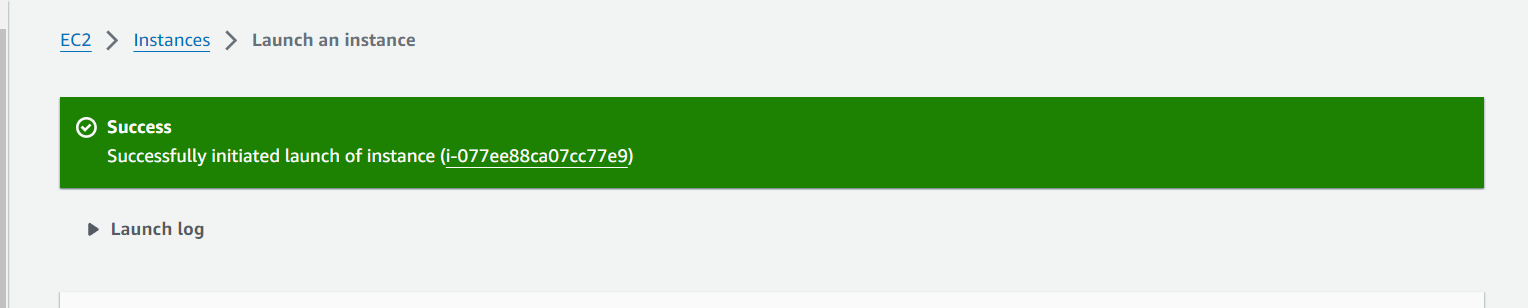 EC2 Instances Launch an instance
Success
Successfully initiated launch of instance (i-077ee88ca07cc77e9)
Launch log